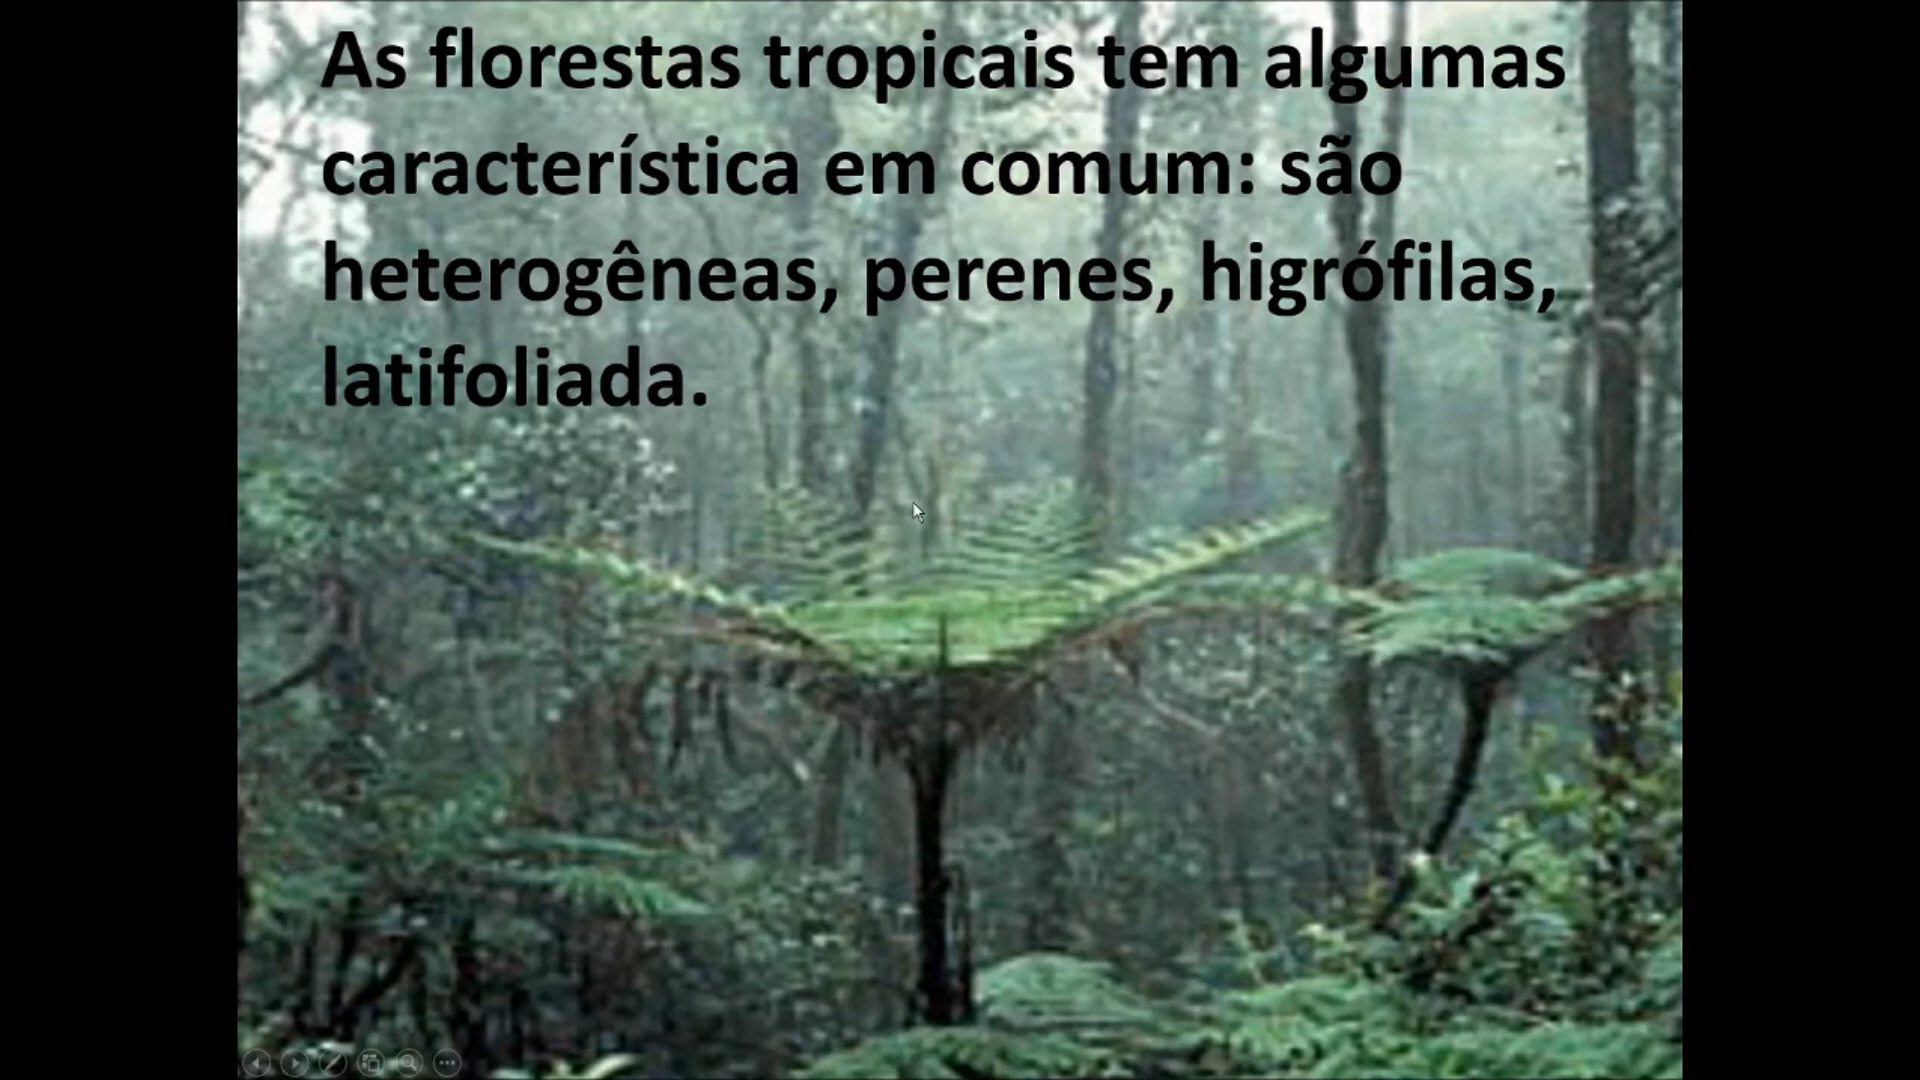 As florestas tropicais tem algumas
característica em comum: são
heterogêneas, perenes, higrófilas,
latifoliada.